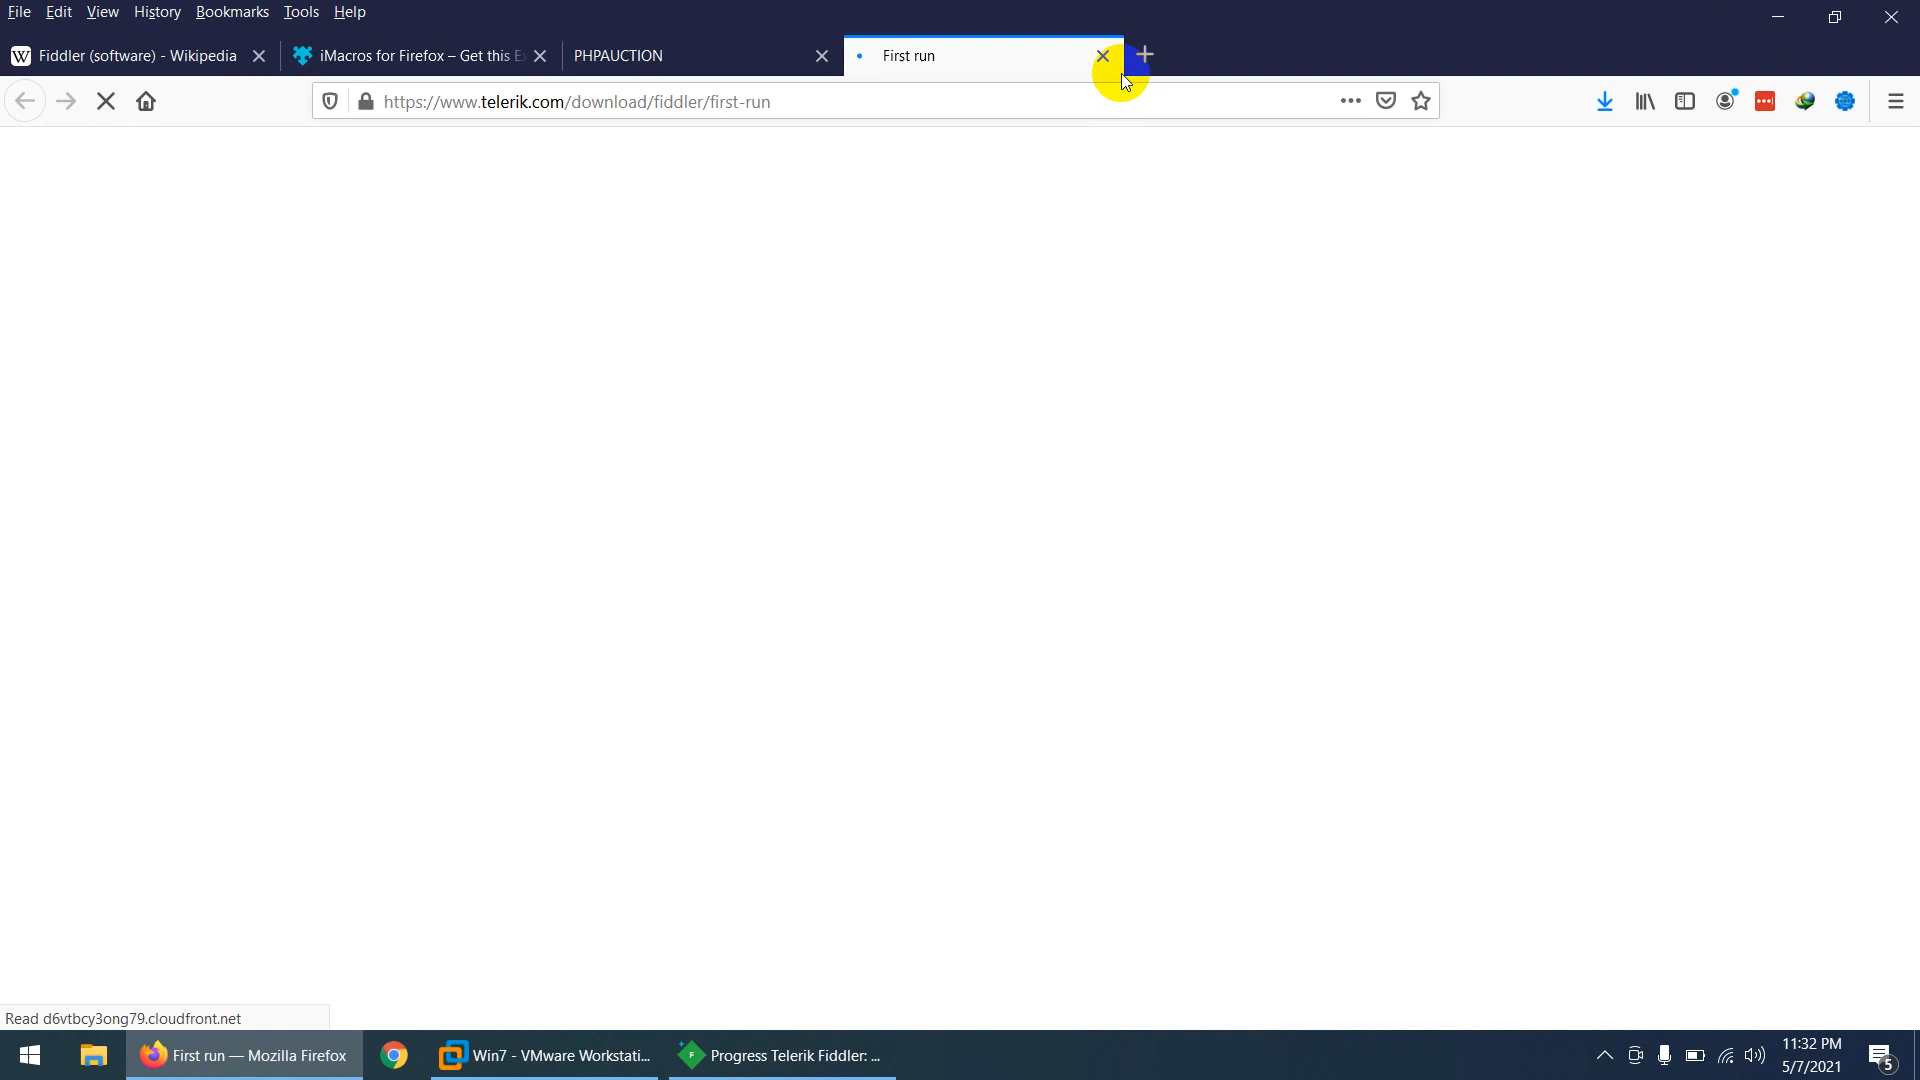 File Edit View History Bookmarks Tools Help
W Fiddler (software) - Wikipedia iMacros for Firefox – Get this Ex PHPAUCTION First run
https://www.telerik.com/download/fiddler/first-run
Read d6vtbcy3ong79.cloudfront.net
First run — Mozilla Firefox Win7 - VMware Workstati... F Progress Telerik Fiddler: ... 11:32 PM
5/7/2021 5